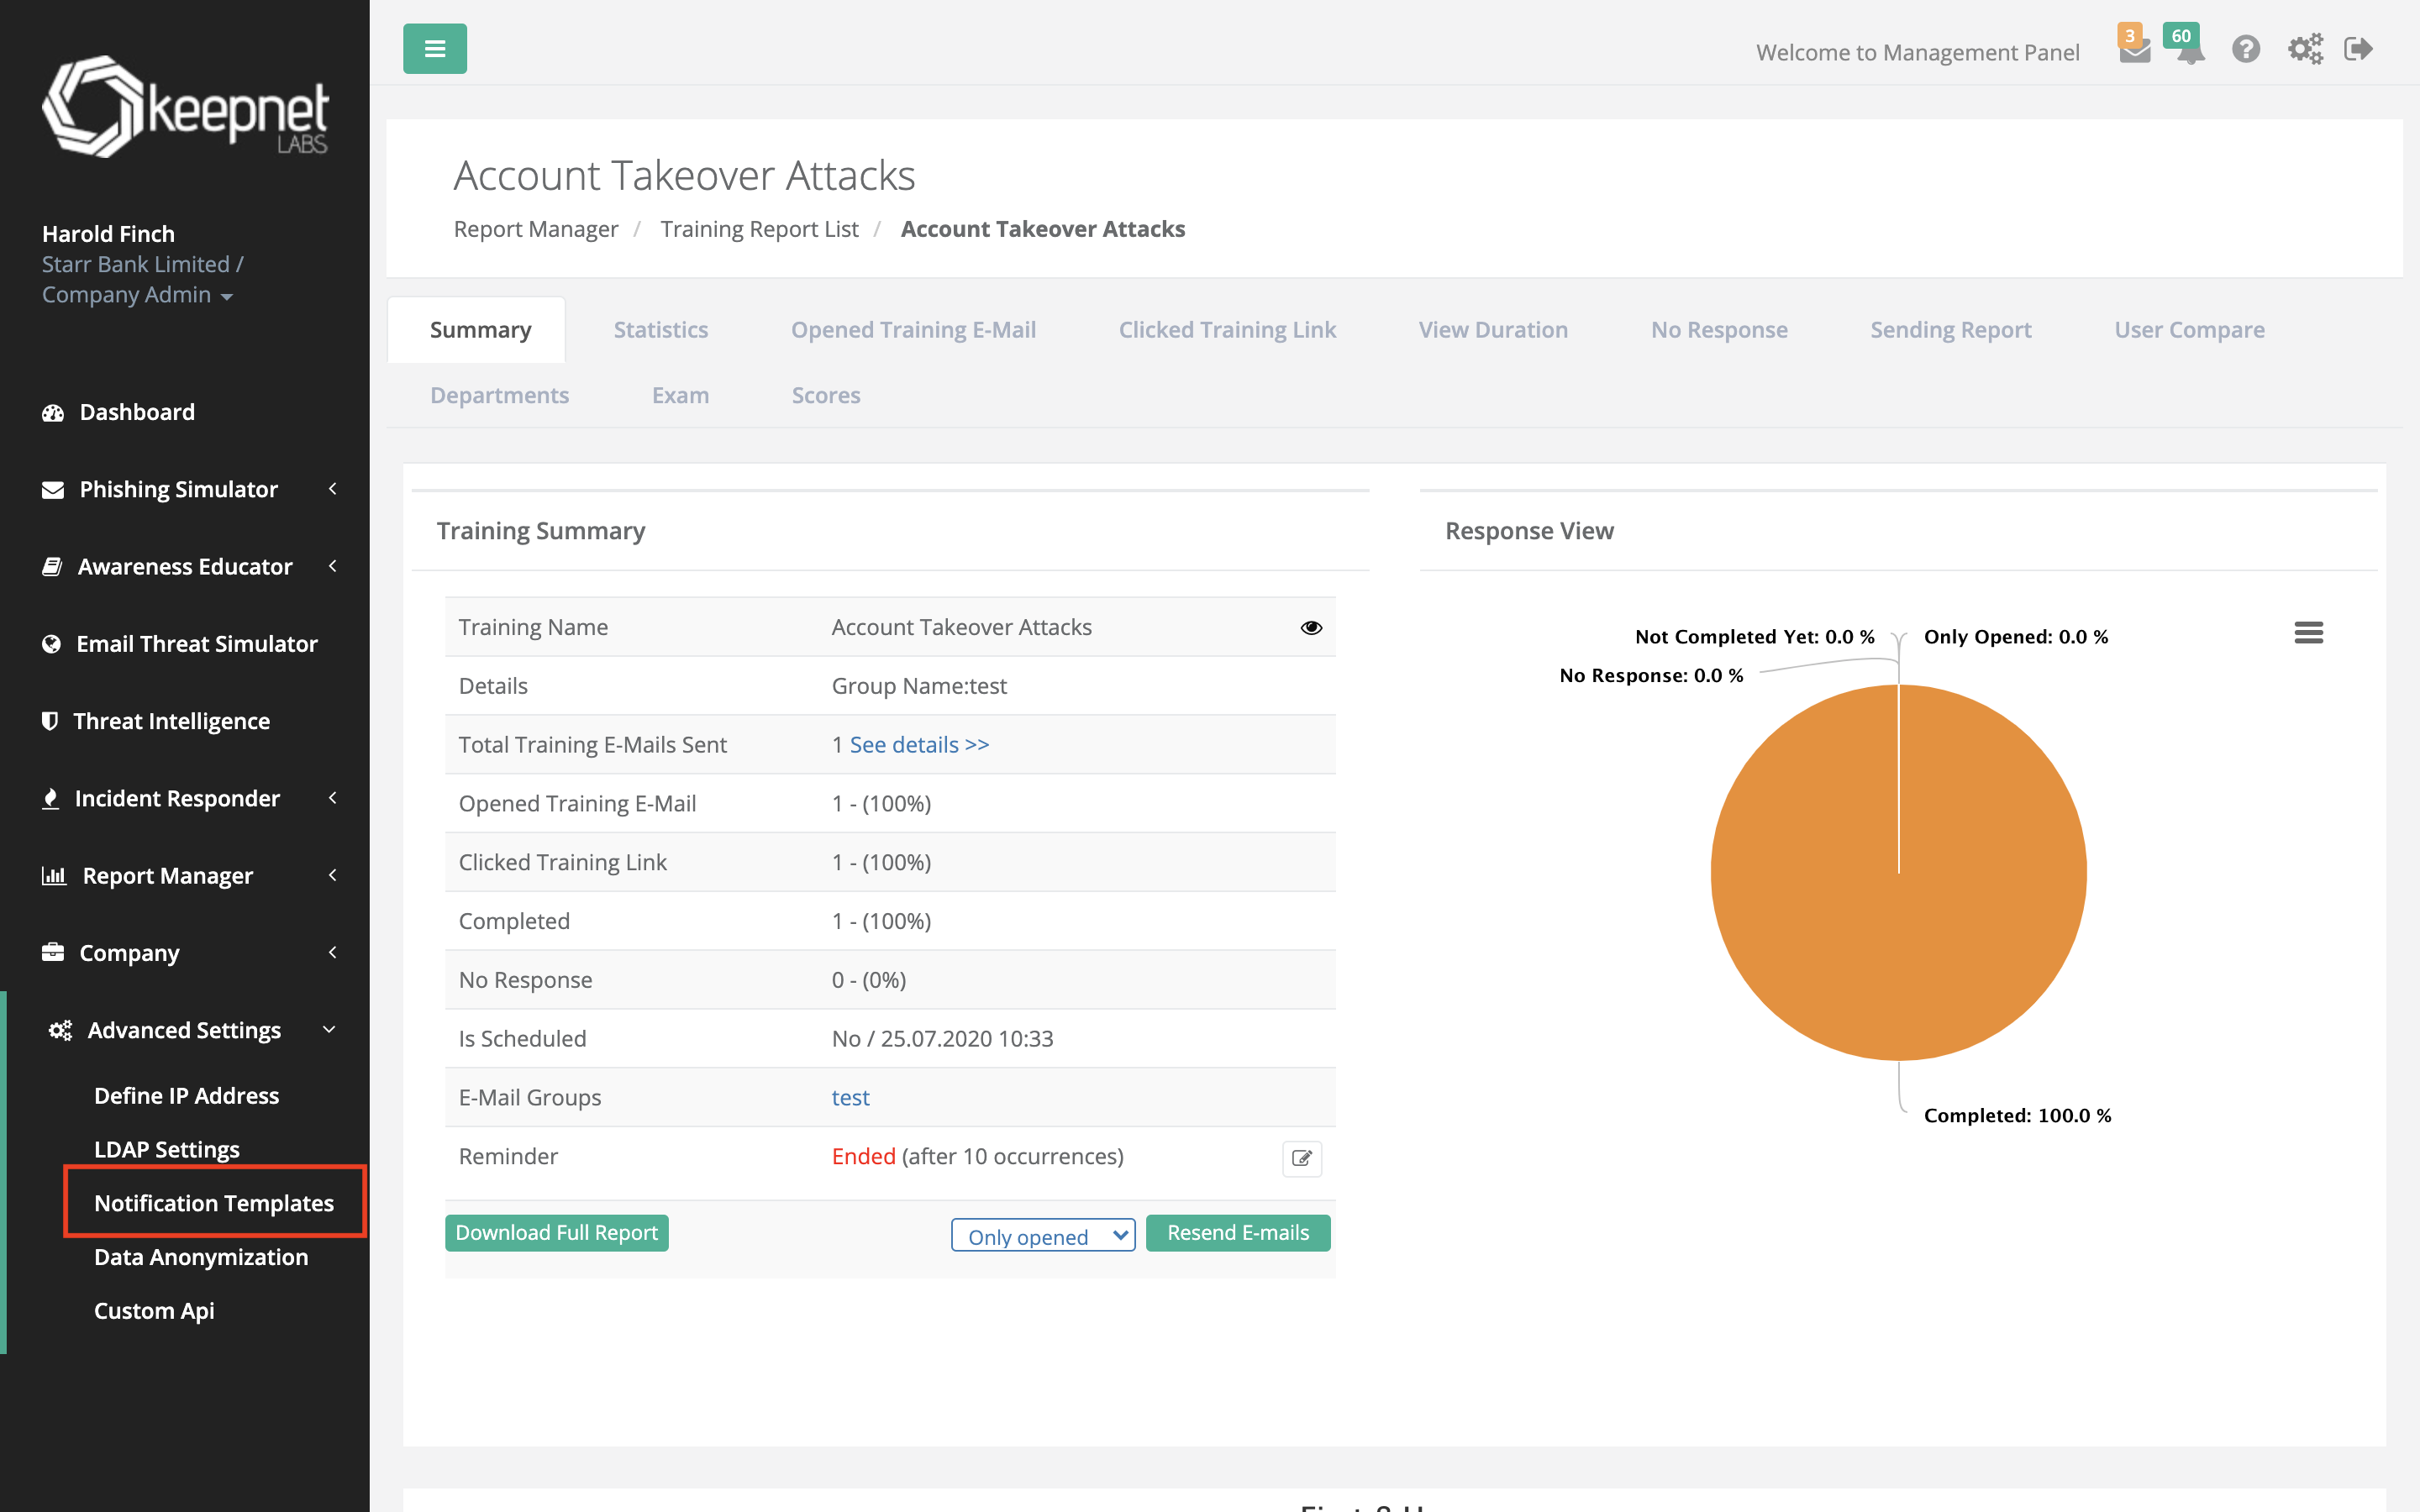 keepnet
LABS
Harold Finch
Starr Bank Limited /
Company Admin
Dashboard
Phishing Simulator
Awareness Educator
Email Threat Simulator
Threat Intelligence
Incident Responder
Report Manager
Company
Advanced Settings
Define IP Address
LDAP Settings
Notification Templates
Data Anonymization
Custom Api
Welcome to Management Panel
3
60
Account Takeover Attacks
Report Manager / Training Report List / Account Takeover Attacks
Summary Statistics Opened Training E-Mail Clicked Training Link View Duration No Response Sending Report User Compare
Departments Exam Scores
Training Summary
Training Name Account Takeover Attacks
Details Group Name:test
Total Training E-Mails Sent 1 See details >>
Opened Training E-Mail 1 - (100%)
Clicked Training Link 1 - (100%)
Completed 1 - (100%)
No Response 0 - (0%)
Is Scheduled No / 25.07.2020 10:33
E-Mail Groups test
Reminder Ended (after 10 occurrences)
Download Full Report Only opened Resend E-mails
Response View
Not Completed Yet: 0.0 % Only Opened: 0.0 %
No Response: 0.0 %
Completed: 100.0 %